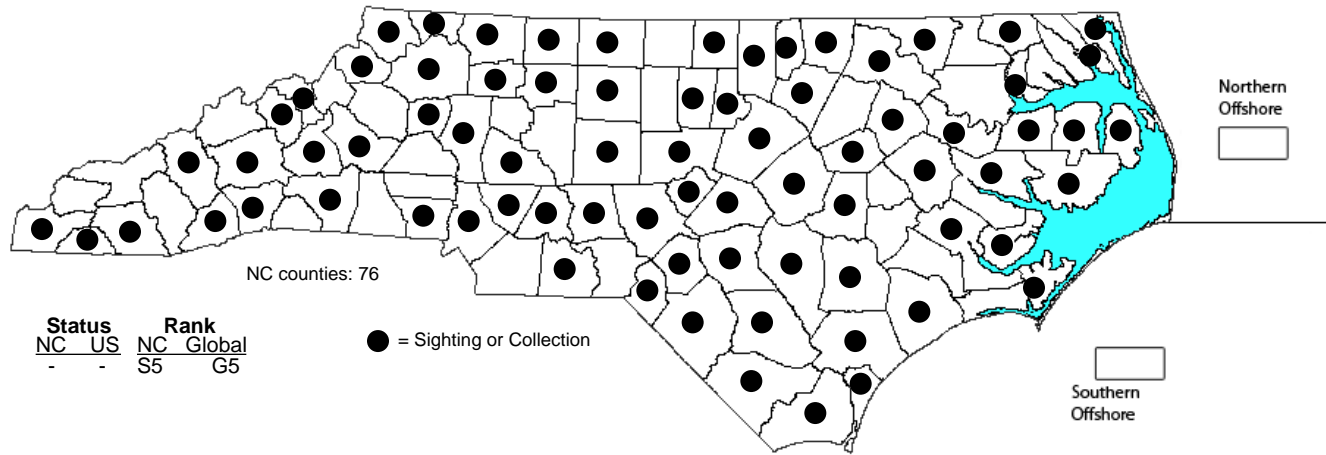 Northern
Offshore
NC counties: 76
Status Rank
NC US NC Global
- - S5 G5
= Sighting or Collection
Southern
Offshore